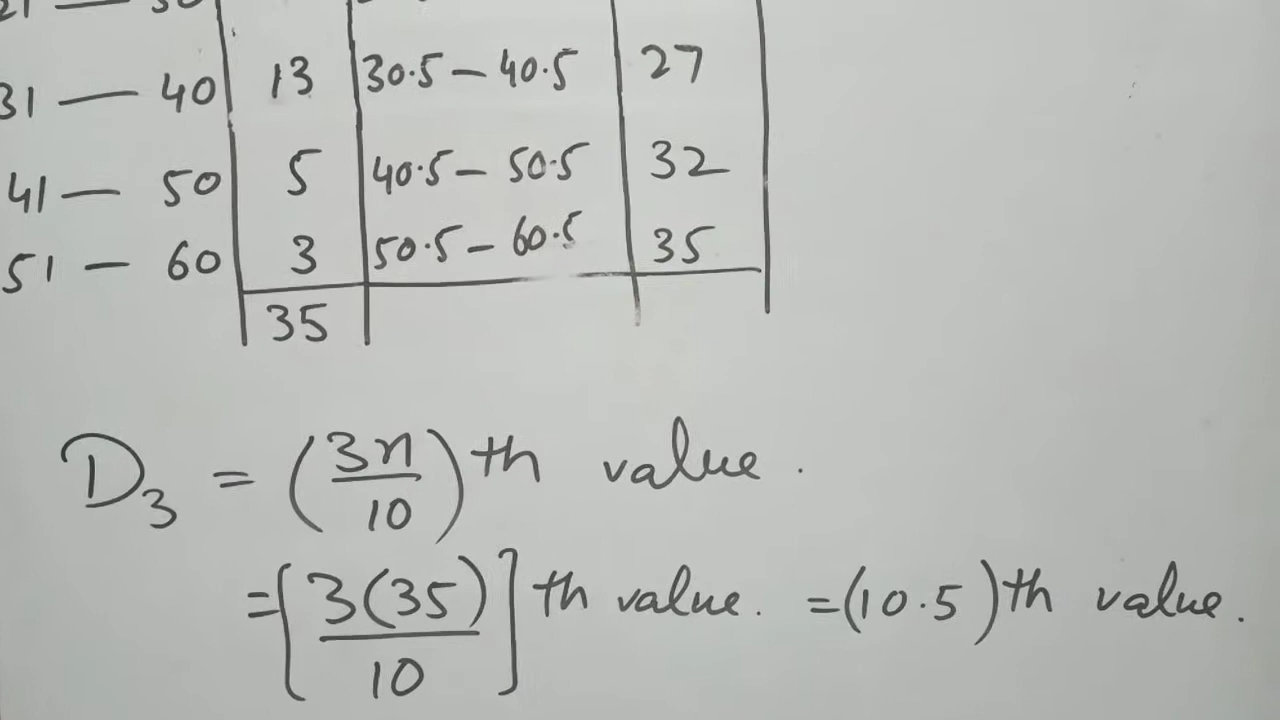 31 — 40 13 30.5 – 40.5 27
41 — 50 5 40.5 – 50.5 32
51 – 60 3 50.5 – 60.5 35
35
D₃ = (3n/10)th value.
= [3(35)/10]th value. = (10.5)th value.